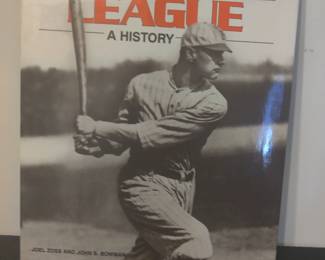 LEAGUE
A HISTORY
JOEL ZOSS AND JOHN S. BOWMAN